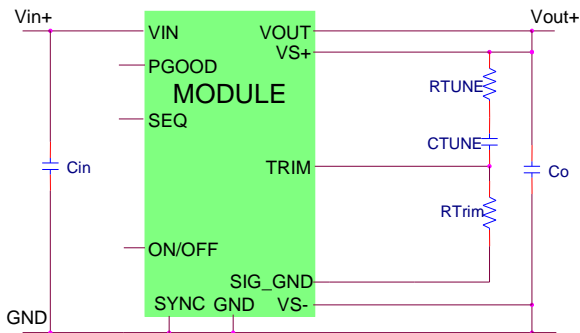 Vin+
Vout+
VIN
VOUT
VS+
PGOOD
RTUNE
MODULE
SEQ
CTUNE
TRIM
Cin
Co
RTrim
ON/OFF
SIG_GND
GND
SYNC
GND
VS-